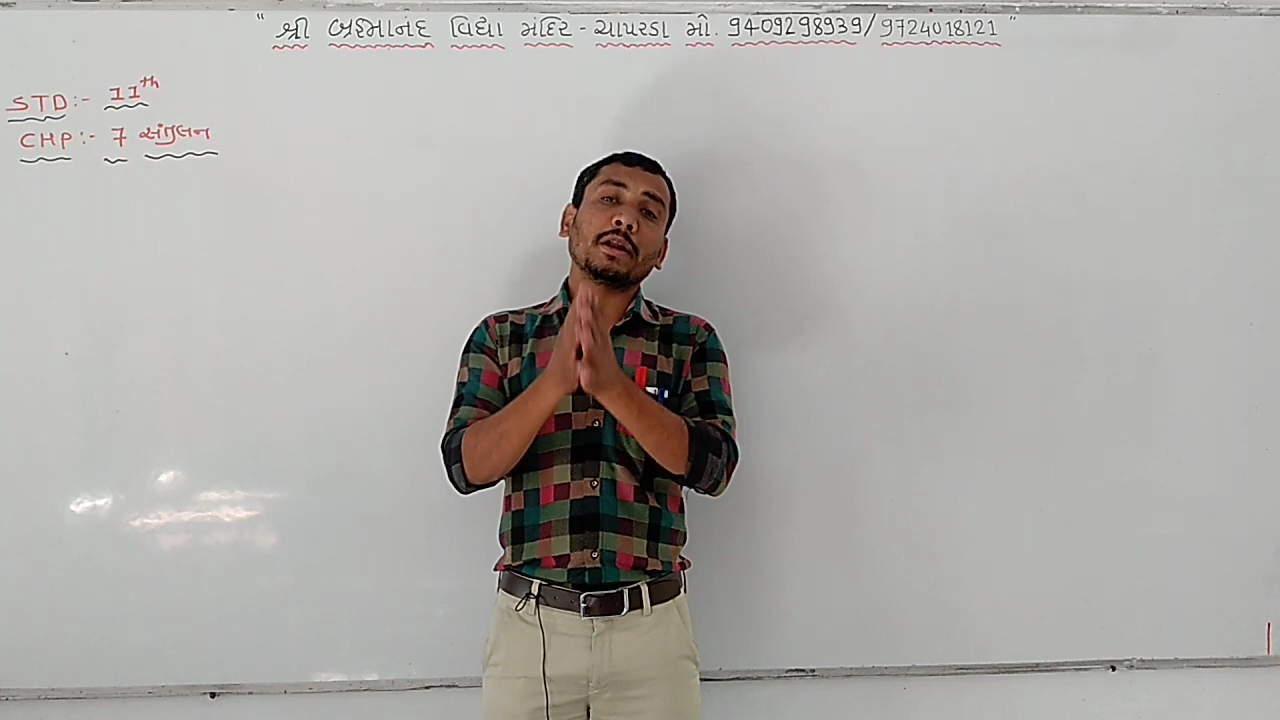 " શ્રી બ્રહ્માનંદ વિદ્યા મંદિર - ચાપરડા મો. 9409298939/9724018121 "
STD:- 11th
CHP:- 7 સંતુલન